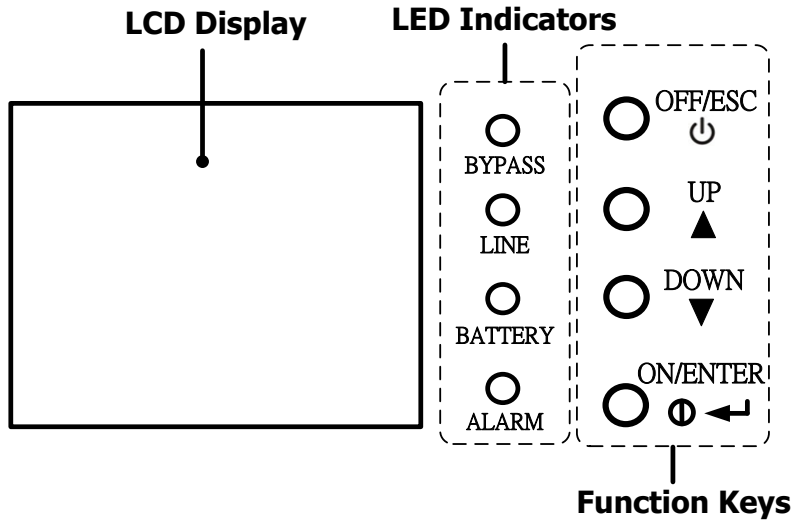 LCD Display
LED Indicators
BYPASS
LINE
BATTERY
ALARM
OFF/ESC
UP
DOWN
ON/ENTER
Function Keys